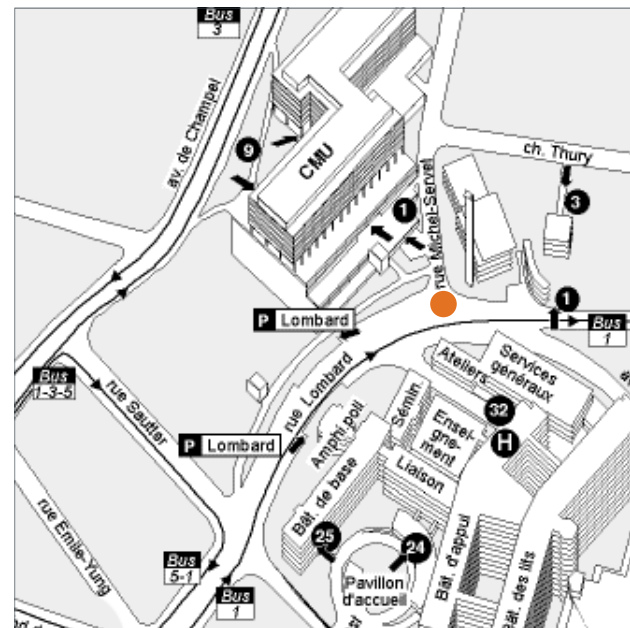 Bus
3
av. de Champel
9
CMU
ch. Thury
3
1
rue Michel-Servet
1
Bus
1
P Lombard
Bus
1-3-5
rue Sautter
rue Lombard
Ateliers
Services
généraux
32
Sémin.
Ensei-
gne-
ment
H
P Lombard
Amphi.poli
Liaison
Bât. de base
rue Emile-Yung
25
24
Bât. d'appui
Bât. des lits
Bus
5-1
Bus
1
Pavillon
d'accueil